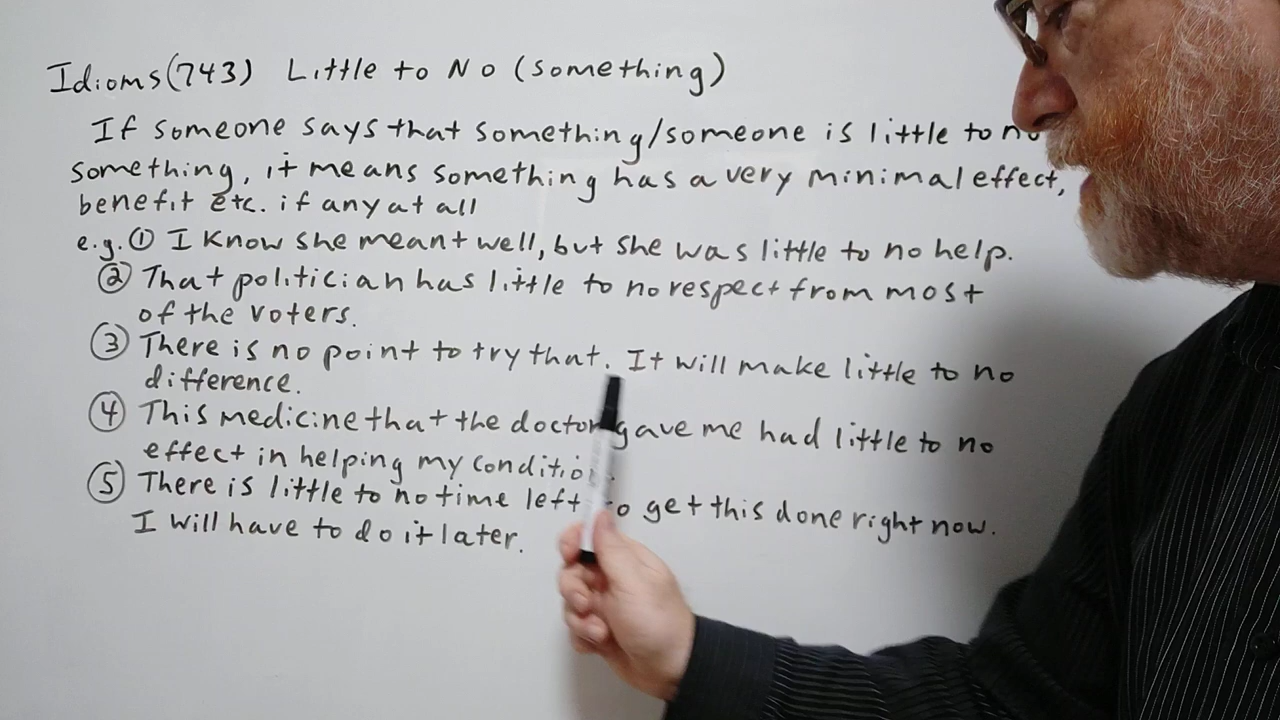 Idioms(743) Little to No (something)
If someone says that something/someone is little to no
something, it means something has a very minimal effect,
benefit etc. if any at all
e.g. ① I know she meant well, but she was little to no help.
② That politician has little to no respect from most
of the voters.
③ There is no point to try that. It will make little to no
difference.
④ This medicine that the doctor gave me had little to no
effect in helping my condition.
⑤ There is little to no time left to get this done right now.
I will have to do it later.